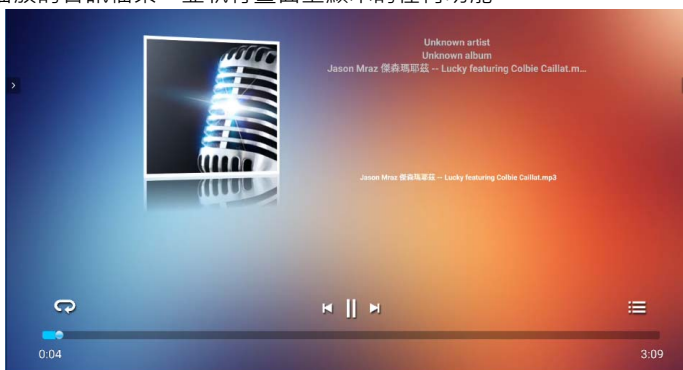 Unknown artist
Unknown album
Jason Mraz 傑森瑪耶茲 -- Lucky featuring Colbie Caillat.m...
Jason Mraz 傑森瑪耶茲 -- Lucky featuring Colbie Caillat.mp3
0:04
3:09